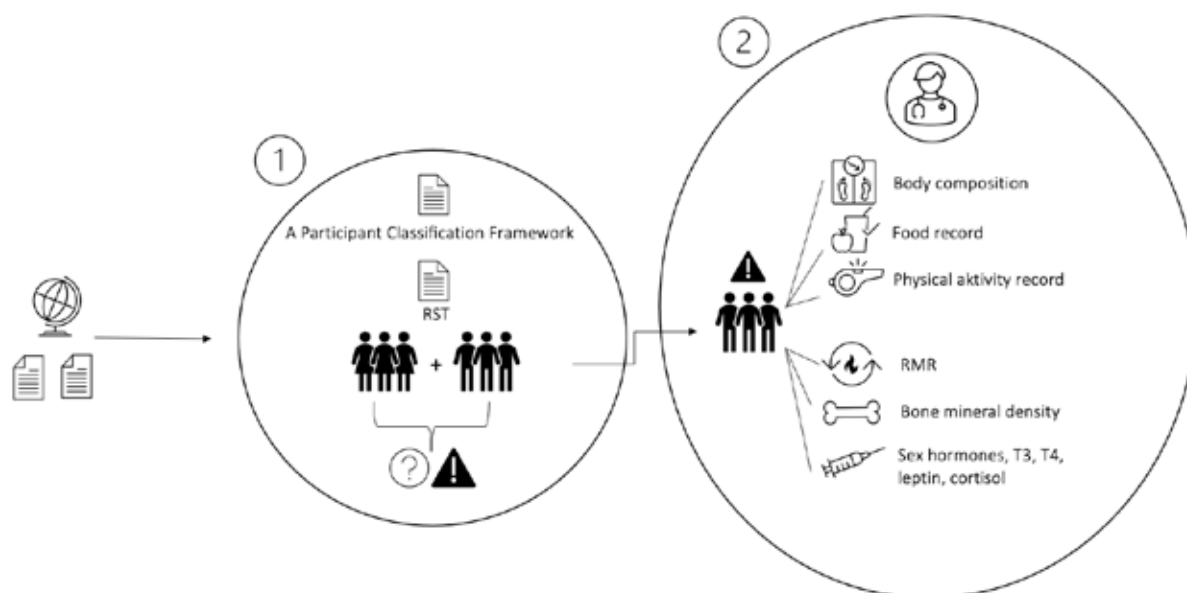 1
A Participant Classification Framework
RST
+
?
2
Body composition
Food record
Physical aktivity record
RMR
Bone mineral density
Sex hormones, T3, T4,
leptin, cortisol